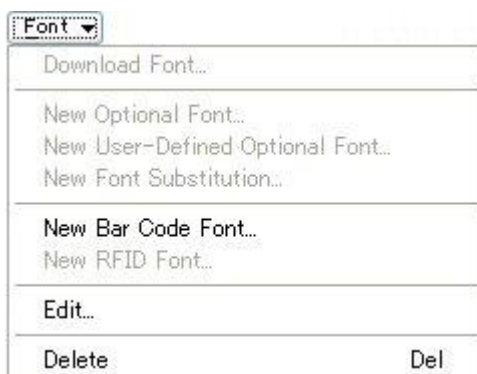 Font
Download Font...
New Optional Font...
New User-Defined Optional Font...
New Font Substitution...
New Bar Code Font...
New RFID Font...
Edit...
Delete Del